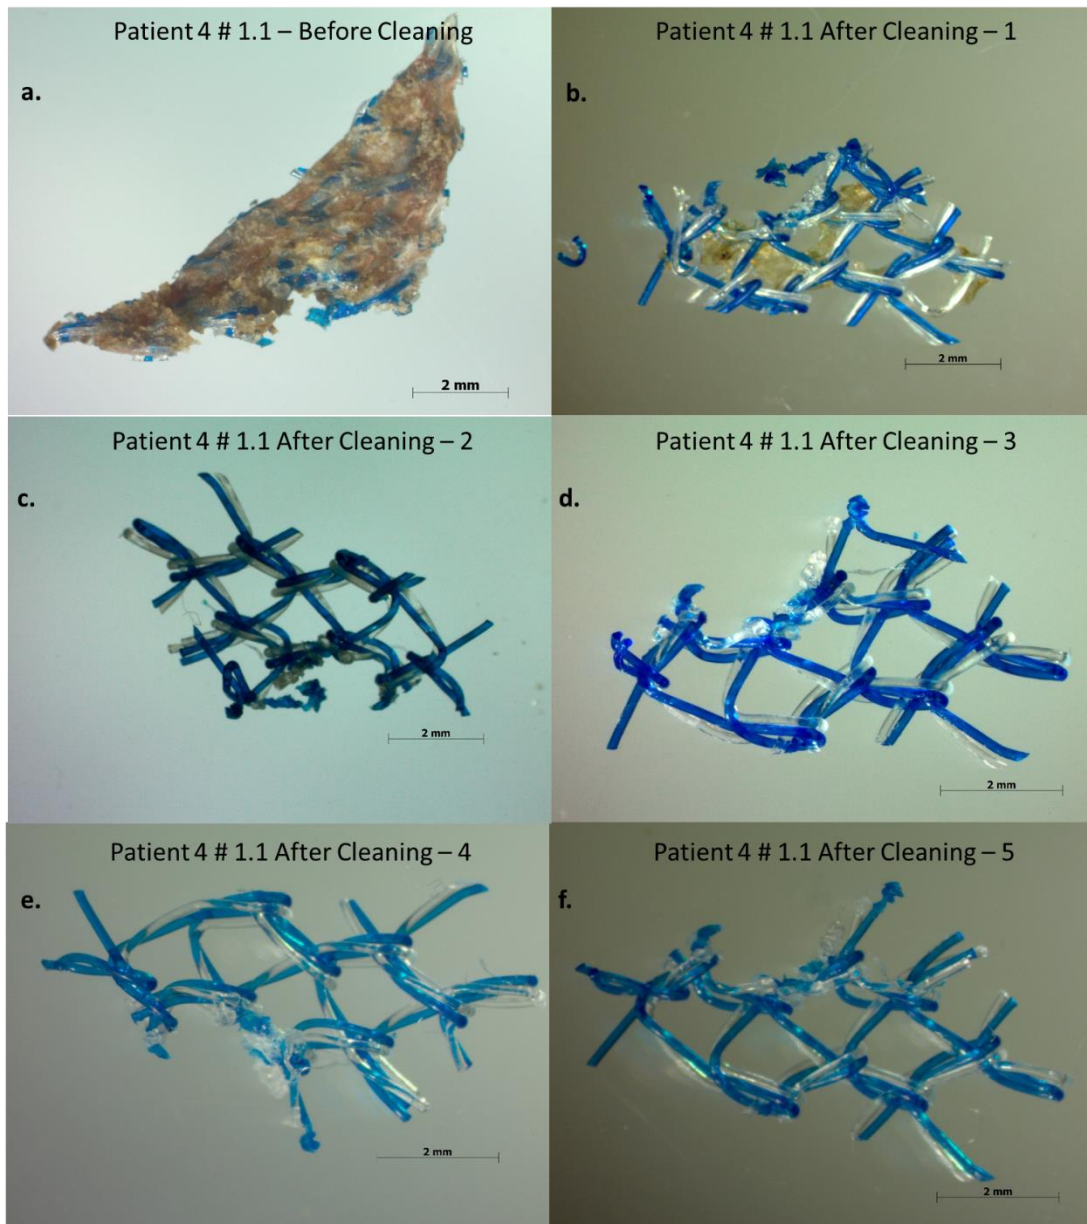 Patient 4 # 1.1 – Before Cleaning
a.
2 mm
Patient 4 # 1.1 After Cleaning – 1
b.
2 mm
Patient 4 # 1.1 After Cleaning – 2
c.
2 mm
Patient 4 # 1.1 After Cleaning – 3
d.
2 mm
Patient 4 # 1.1 After Cleaning – 4
e.
2 mm
Patient 4 # 1.1 After Cleaning – 5
f.
2 mm